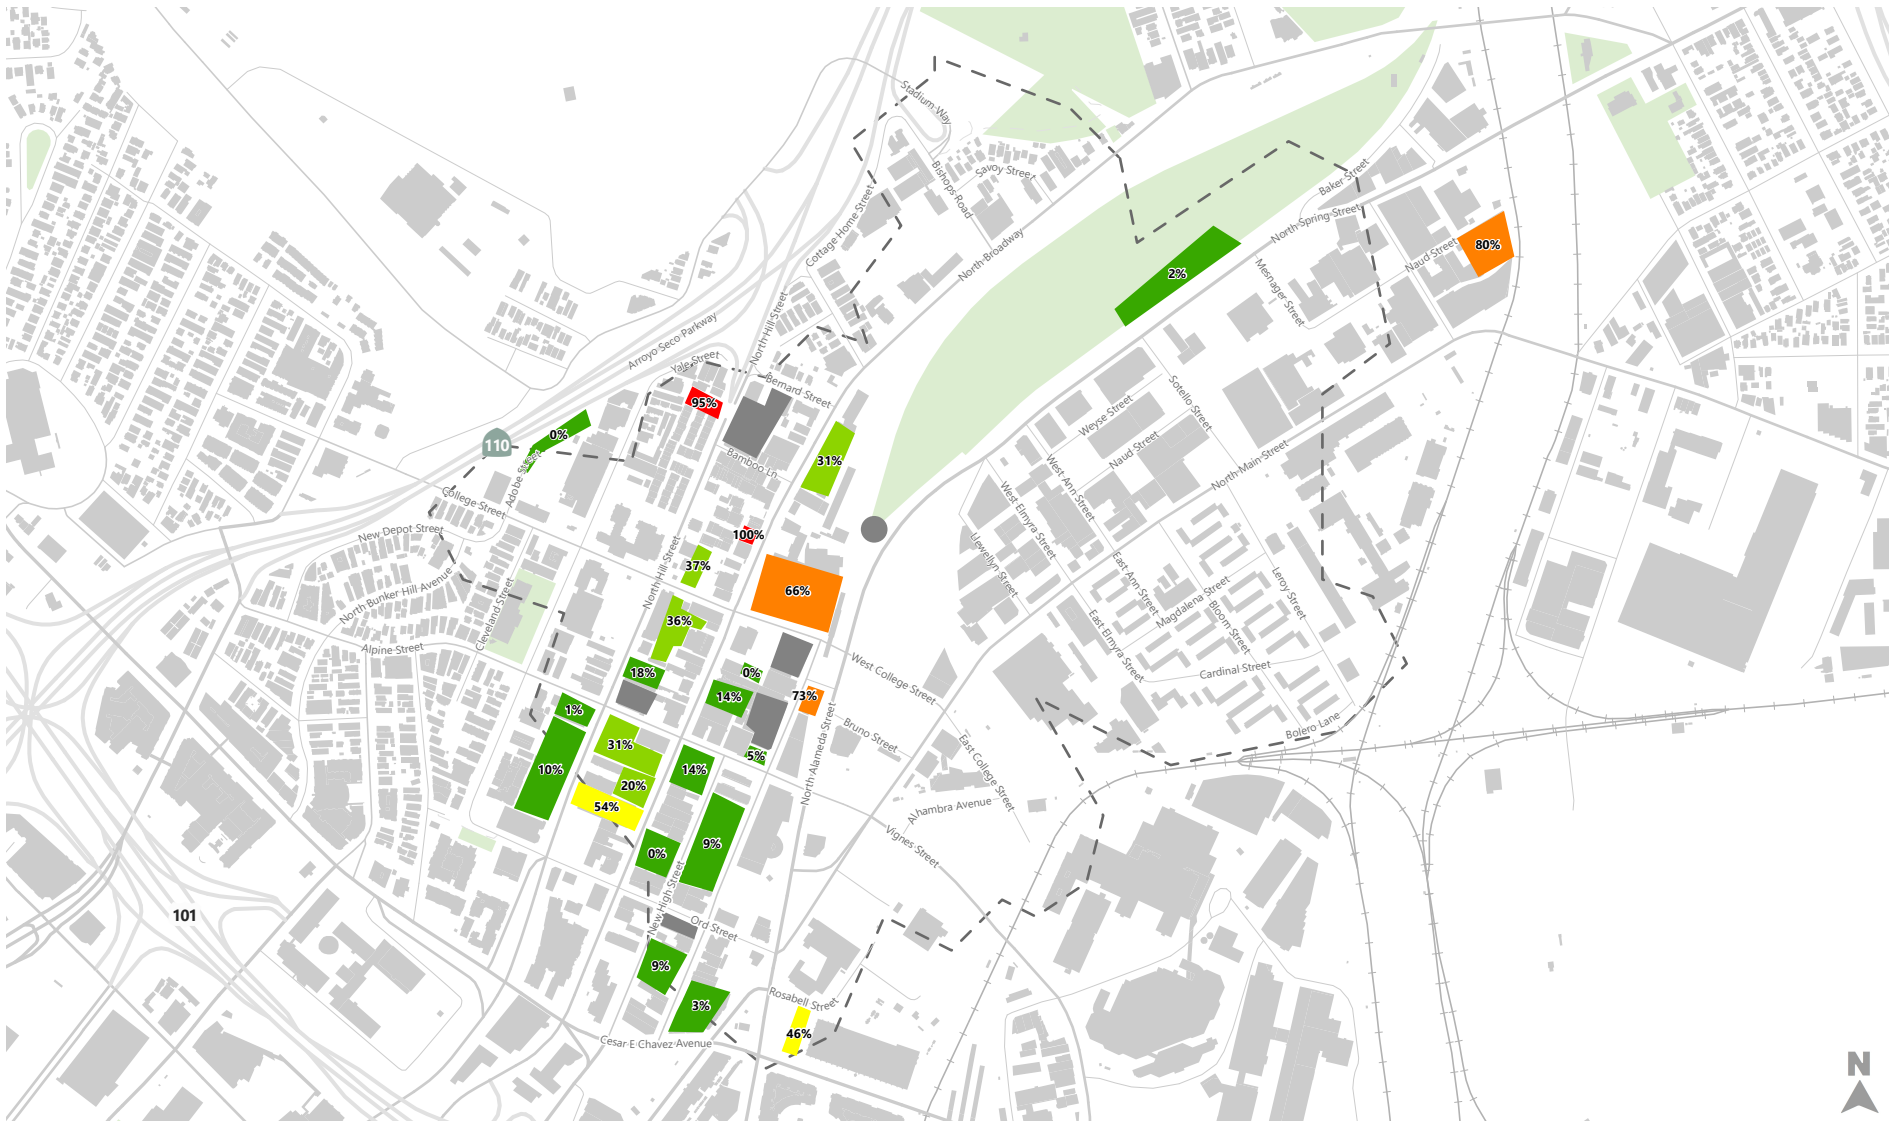 Stadium Way
Savoy Street
Bishops Road
Baker Street
Cottage Home Street
North Spring Street
North Broadway
Naud Street
80%
2%
Mesnager Street
North Hill Street
Arroyo Seco Parkway
Yale Street
Bernard Street
95%
Sotello Street
Weyse Street
110
0%
31%
Bamboo Ln
Naud Street
North Main Street
West Ann Street
Adobe Street
College Street
West Elmyra Street
New Depot Street
100%
North Hill Street
37%
Llewellyn Street
66%
East Ann Street
Leroy Street
North Bunker Hill Avenue
Magdalena Street
Cleveland Street
36%
Bloom Street
East Elmyra Street
Alpine Street
West College Street
18%
0%
Cardinal Street
14%
73%
1%
Bruno Street
Bolero Lane
31%
5%
North Alameda Street
East College Street
10%
14%
20%
54%
Alhambra Avenue
9%
Vignes Street
0%
New High Street
101
Ord Street
9%
3%
Rosabell Street
46%
Cesar E Chavez Avenue
N